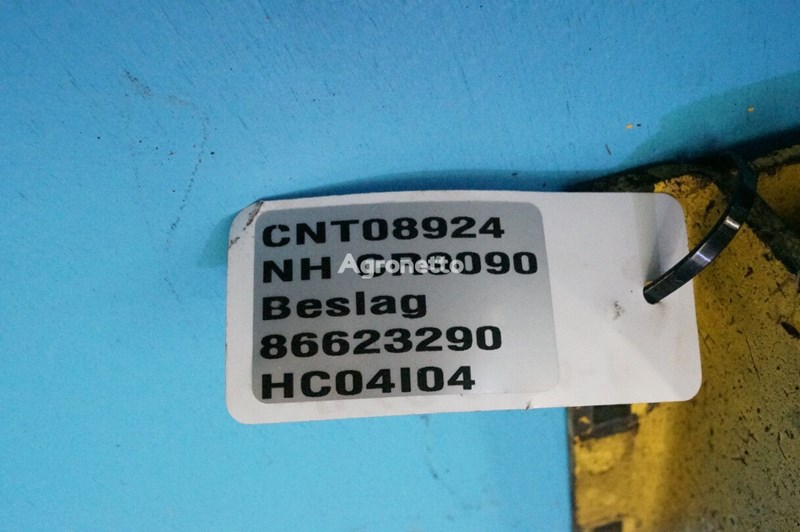 CNT08924
NH 
Agronetto
Beslag
86623290
HC04I04